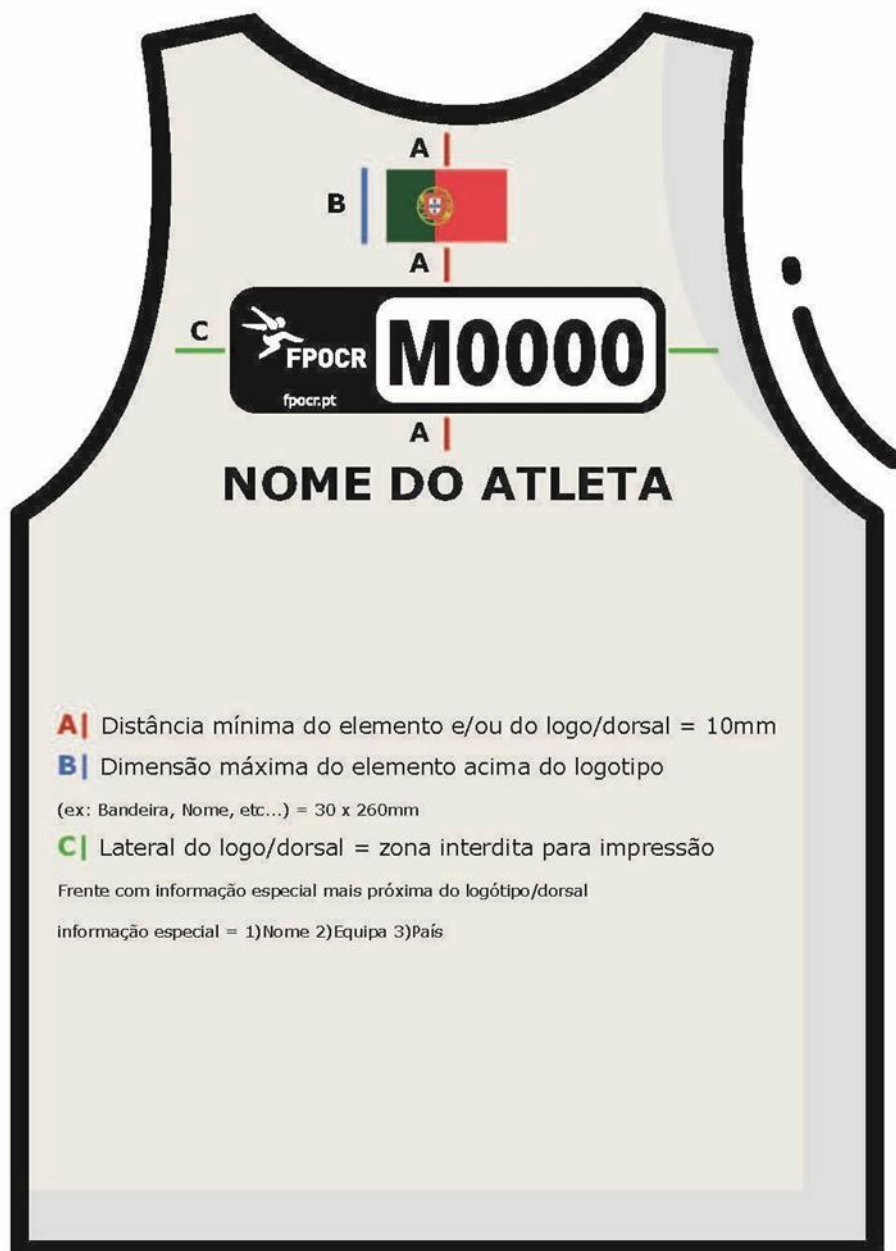 A
B
A
C
FPOCR
fpocr.pt
M0000
A
NOME DO ATLETA
A| Distância mínima do elemento e/ou do logo/dorsal = 10mm
B| Dimensão máxima do elemento acima do logotipo
(ex: Bandeira, Nome, etc...) = 30 x 260mm
C| Lateral do logo/dorsal = zona interdita para impressão
Frente com informação especial mais próxima do logótipo/dorsal
informação especial = 1)Nome 2)Equipa 3)País